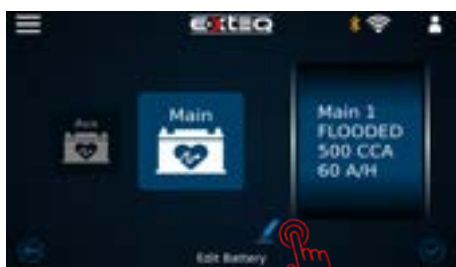 EXTEQ
Aux
Main
Main 1
FLOODED
500 CCA
60 A/H
Edit Battery